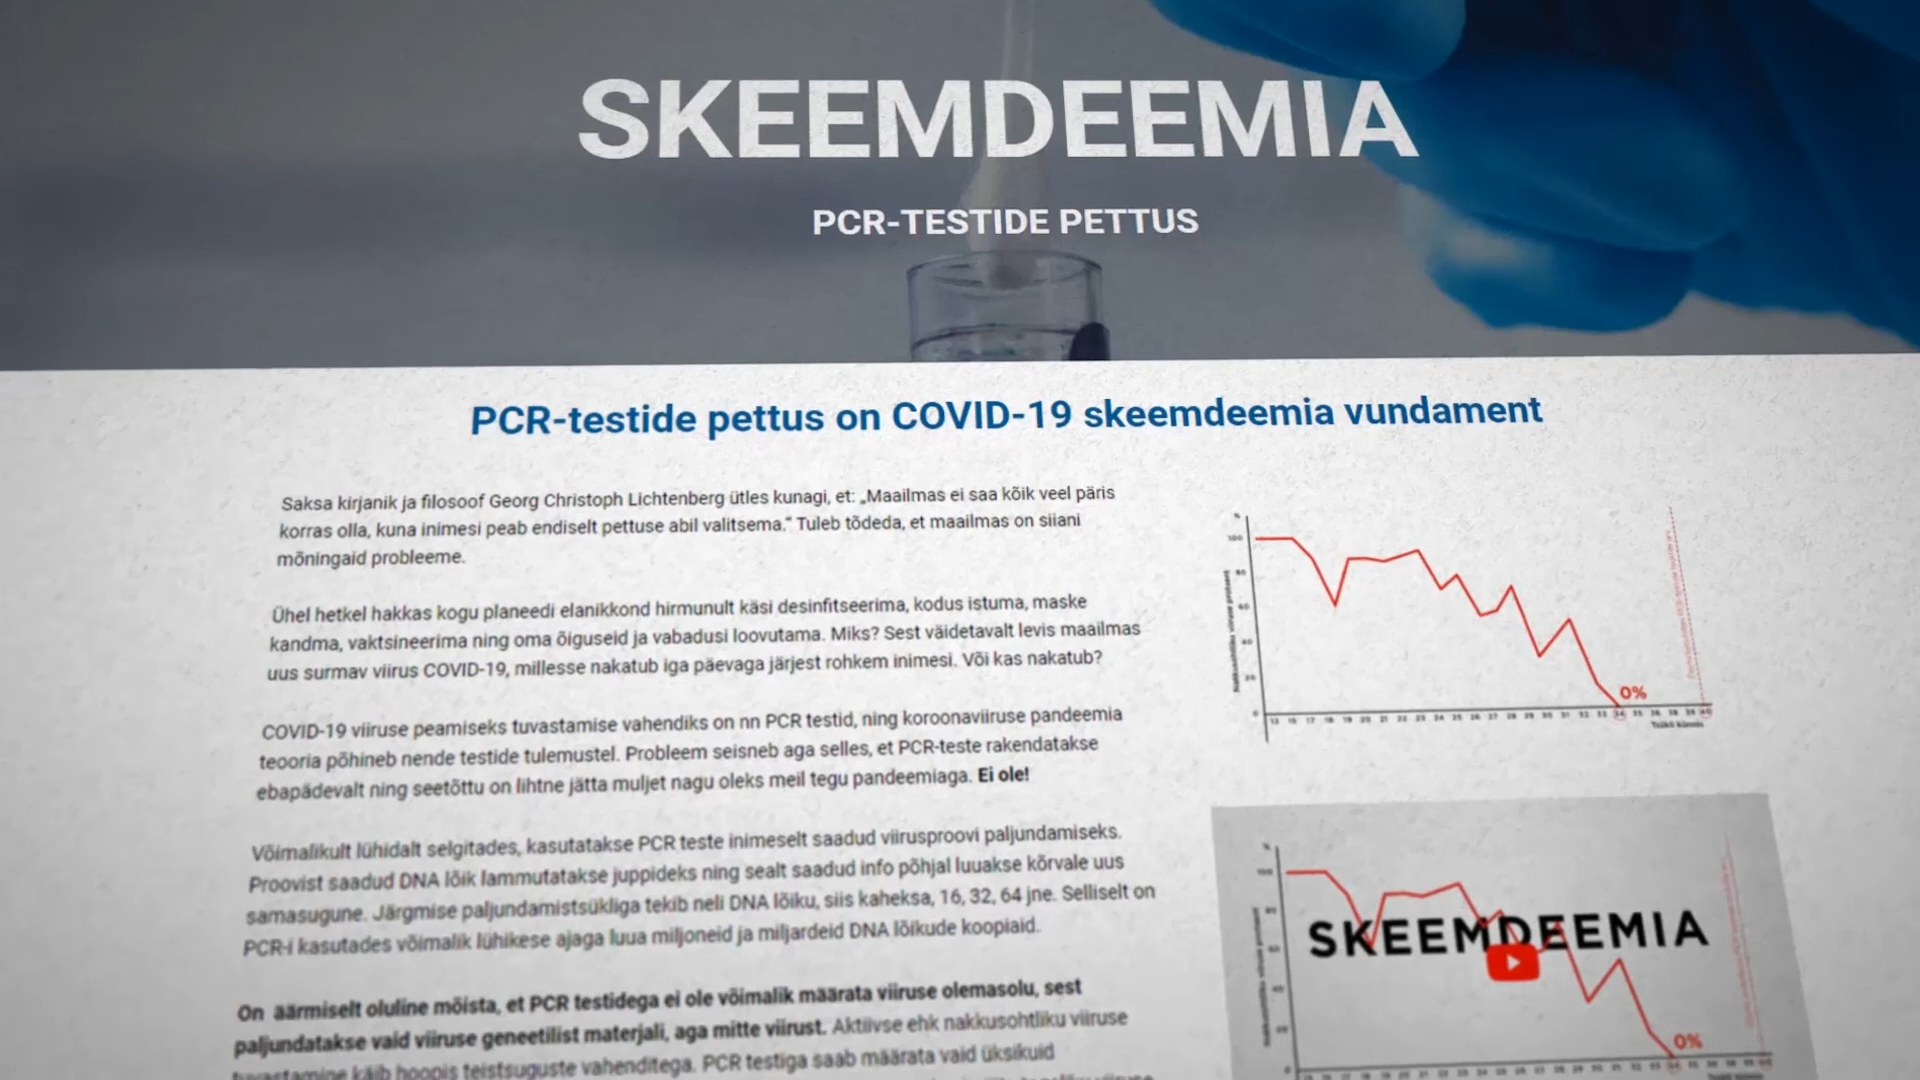 SKEEMDEEMIA
PCR-TESTIDE PETTUS
PCR-testide pettus on COVID-19 skeemdeemia vundament
Saksa kirjanik ja filosoof Georg Christoph Lichtenberg ütles kunagi, et: „Maailmas ei saa kõik veel päris
korras olla, kuna inimesi peab endiselt pettuse abil valitsema.“ Tuleb tõdeda, et maailmas on siiani
mõningaid probleeme.
Ühel hetkel hakkas kogu planeedi elanikkond hirmunult käsi desinfitseerima, kodus istuma, maske
kandma, vaktsineerima ning oma õiguseid ja vabadusi loovutama. Miks? Sest väidetavalt levis maailmas
uus surmav viirus COVID-19, millesse nakatub iga päevaga järjest rohkem inimesi. Või kas nakatub?
COVID-19 viiruse peamiseks tuvastamise vahendiks on nn PCR testid, ning koroonaviiruse pandeemia
teooria põhineb nende testide tulemustel. Probleem seisneb aga selles, et PCR-teste rakendatakse
ebapädevalt ning seetõttu on lihtne jätta muljet nagu oleks meil tegu pandeemiaga. Ei ole!
Võimalikult lühidalt selgitades, kasutatakse PCR teste inimeselt saadud viirusproovi paljundamiseks.
Proovist saadud DNA lõik lammutatakse juppideks ning sealt saadud info põhjal luuakse kõrvale uus
samasugune. Järgmise paljundamistsükliga tekib neli DNA lõiku, siis kaheksa, 16, 32, 64 jne. Selliselt on
PCR-i kasutades võimalik lühikese ajaga luua miljoneid ja miljardeid DNA lõikude koopiaid.
On äärmiselt oluline mõista, et PCR testidega ei ole võimalik määrata viiruse olemasolu, sest
paljundatakse vaid viiruse geneetilist materjali, aga mitte viirust. Aktiivse ehk nakkusohtliku viiruse
tuvastamine käib hoopis teistsuguste vahenditega. PCR testiga saab määrata vaid üksikuid
0%
SKEEMDEEMIA
0%